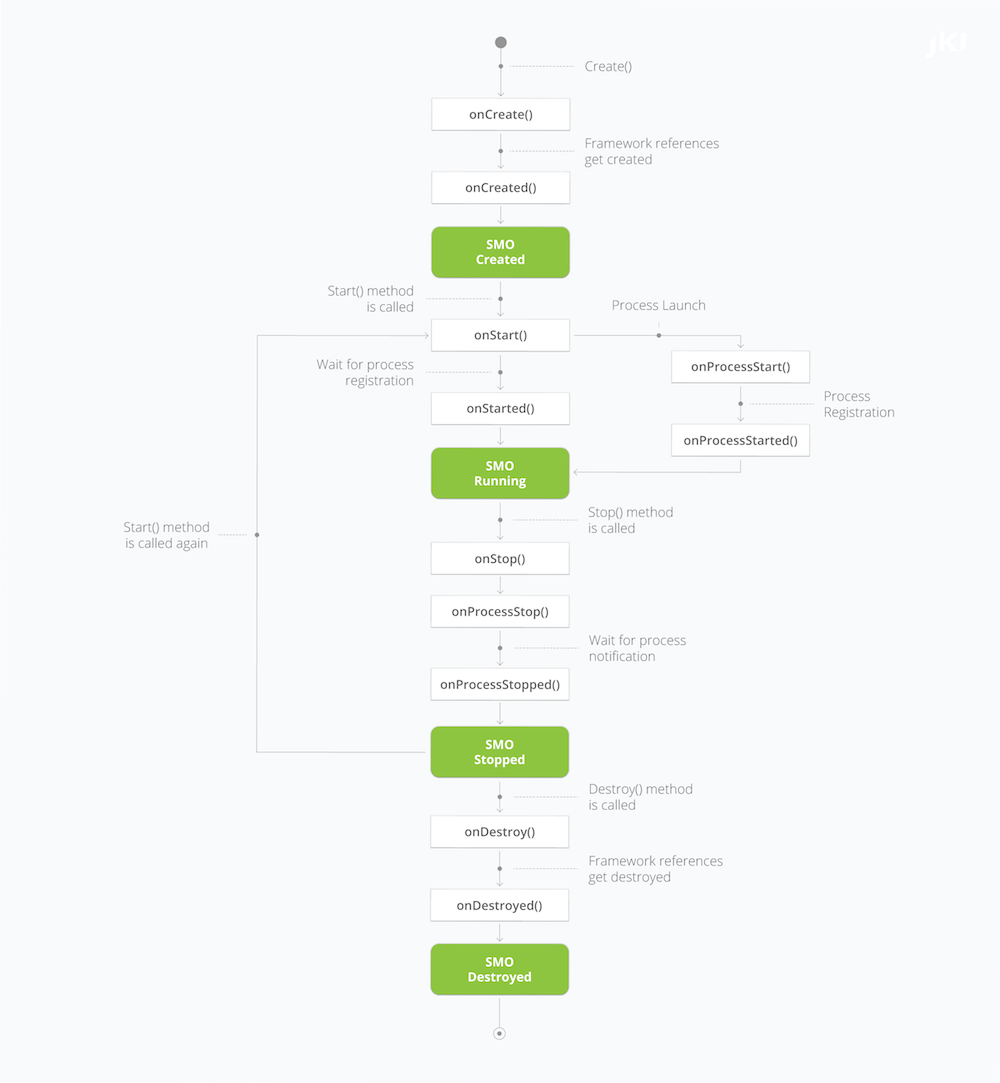 JKI
Create()
onCreate()
Framework references
get created
onCreated()
SMO
Created
Start() method
is called
Process Launch
onStart()
Wait for process
registration
onProcessStart()
Process
Registration
onStarted()
onProcessStarted()
SMO
Running
Stop() method
is called
Start() method
is called again
onStop()
onProcessStop()
Wait for process
notification
onProcessStopped()
SMO
Stopped
Destroy() method
is called
onDestroy()
Framework references
get destroyed
onDestroyed()
SMO
Destroyed